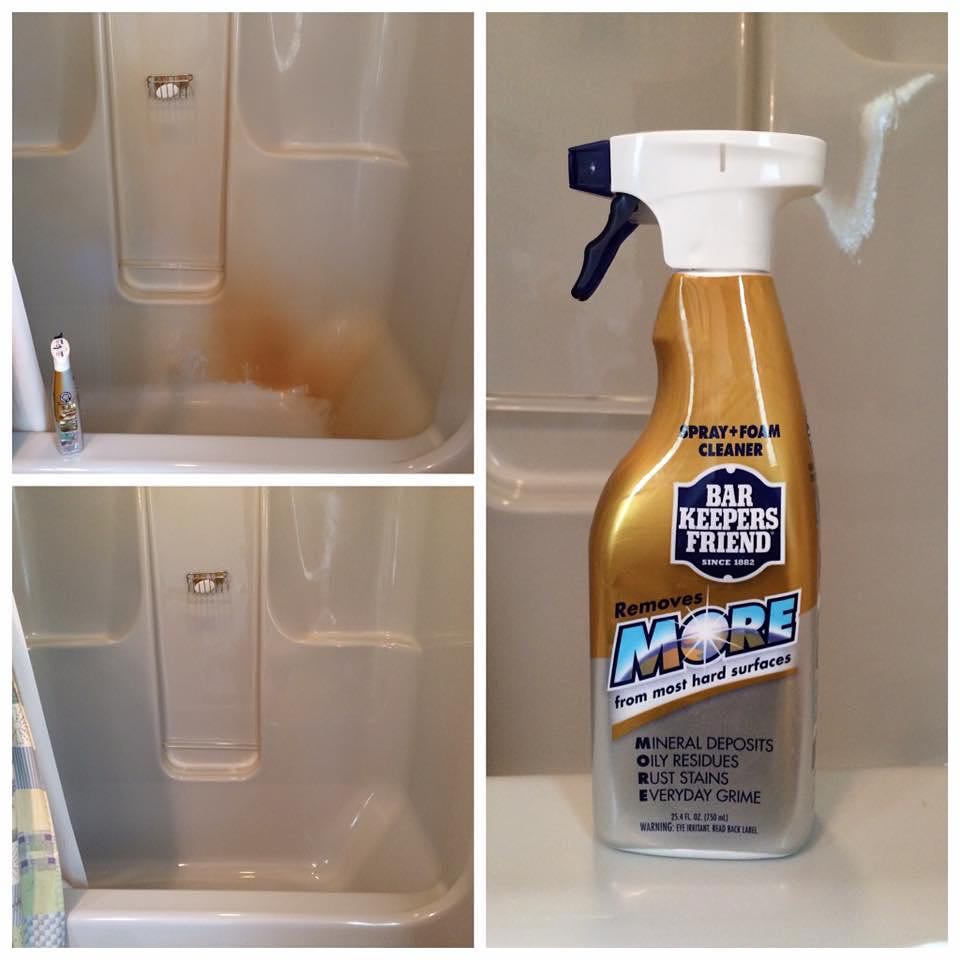 SPRAY+FOAM
CLEANER
BAR
KEEPERS
FRIEND
SINCE 1882
Removes
MORE
from most hard surfaces
MINERAL DEPOSITS
OILY RESIDUES
RUST STAINS
EVERYDAY GRIME
25.4 FL. OZ. (750 ml)
WARNING: EYE IRRITANT. READ BACK LABEL.